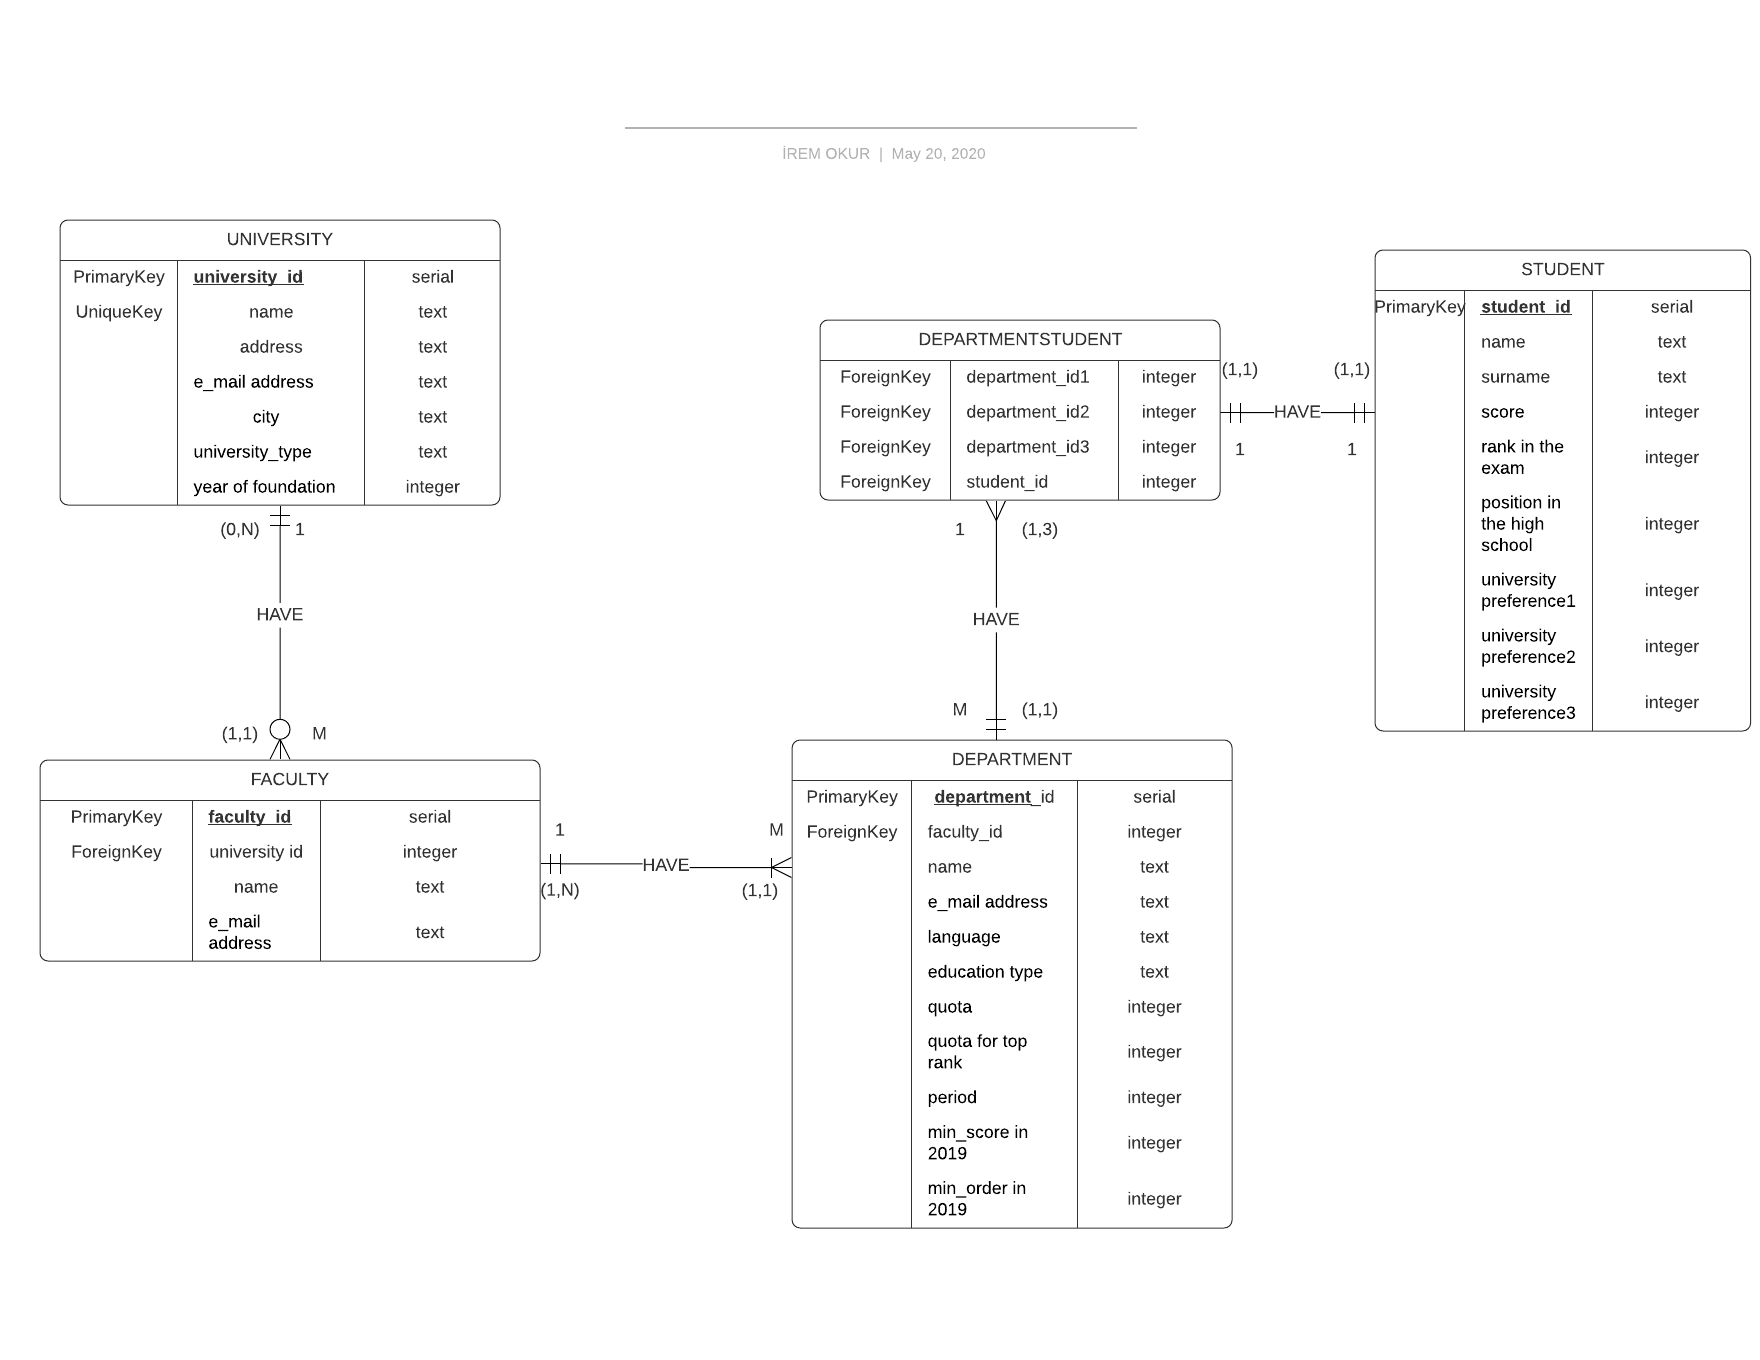 İREM OKUR | May 20, 2020
UNIVERSITY
PrimaryKey university_id serial
UniqueKey name text
address text
e_mail address text
city text
university_type text
year of foundation integer
(0,N) 1
HAVE
(1,1) M
FACULTY
PrimaryKey faculty_id serial
ForeignKey university id integer
name text
e_mail
address
text
1 M
HAVE
(1,N) (1,1)
DEPARTMENTSTUDENT
ForeignKey department_id1 integer
ForeignKey department_id2 integer
ForeignKey department_id3 integer
ForeignKey student_id integer
(1,1) (1,1)
HAVE
1 1
1 (1,3)
HAVE
M (1,1)
DEPARTMENT
PrimaryKey department_id serial
ForeignKey faculty_id integer
name text
e_mail address text
language text
education type text
quota integer
quota for top
rank
integer
period integer
min_score in
2019
integer
min_order in
2019
integer
STUDENT
PrimaryKey student_id serial
name text
surname text
score integer
rank in the
exam
integer
position in
the high
school
integer
university
preference1
integer
university
preference2
integer
university
preference3
integer